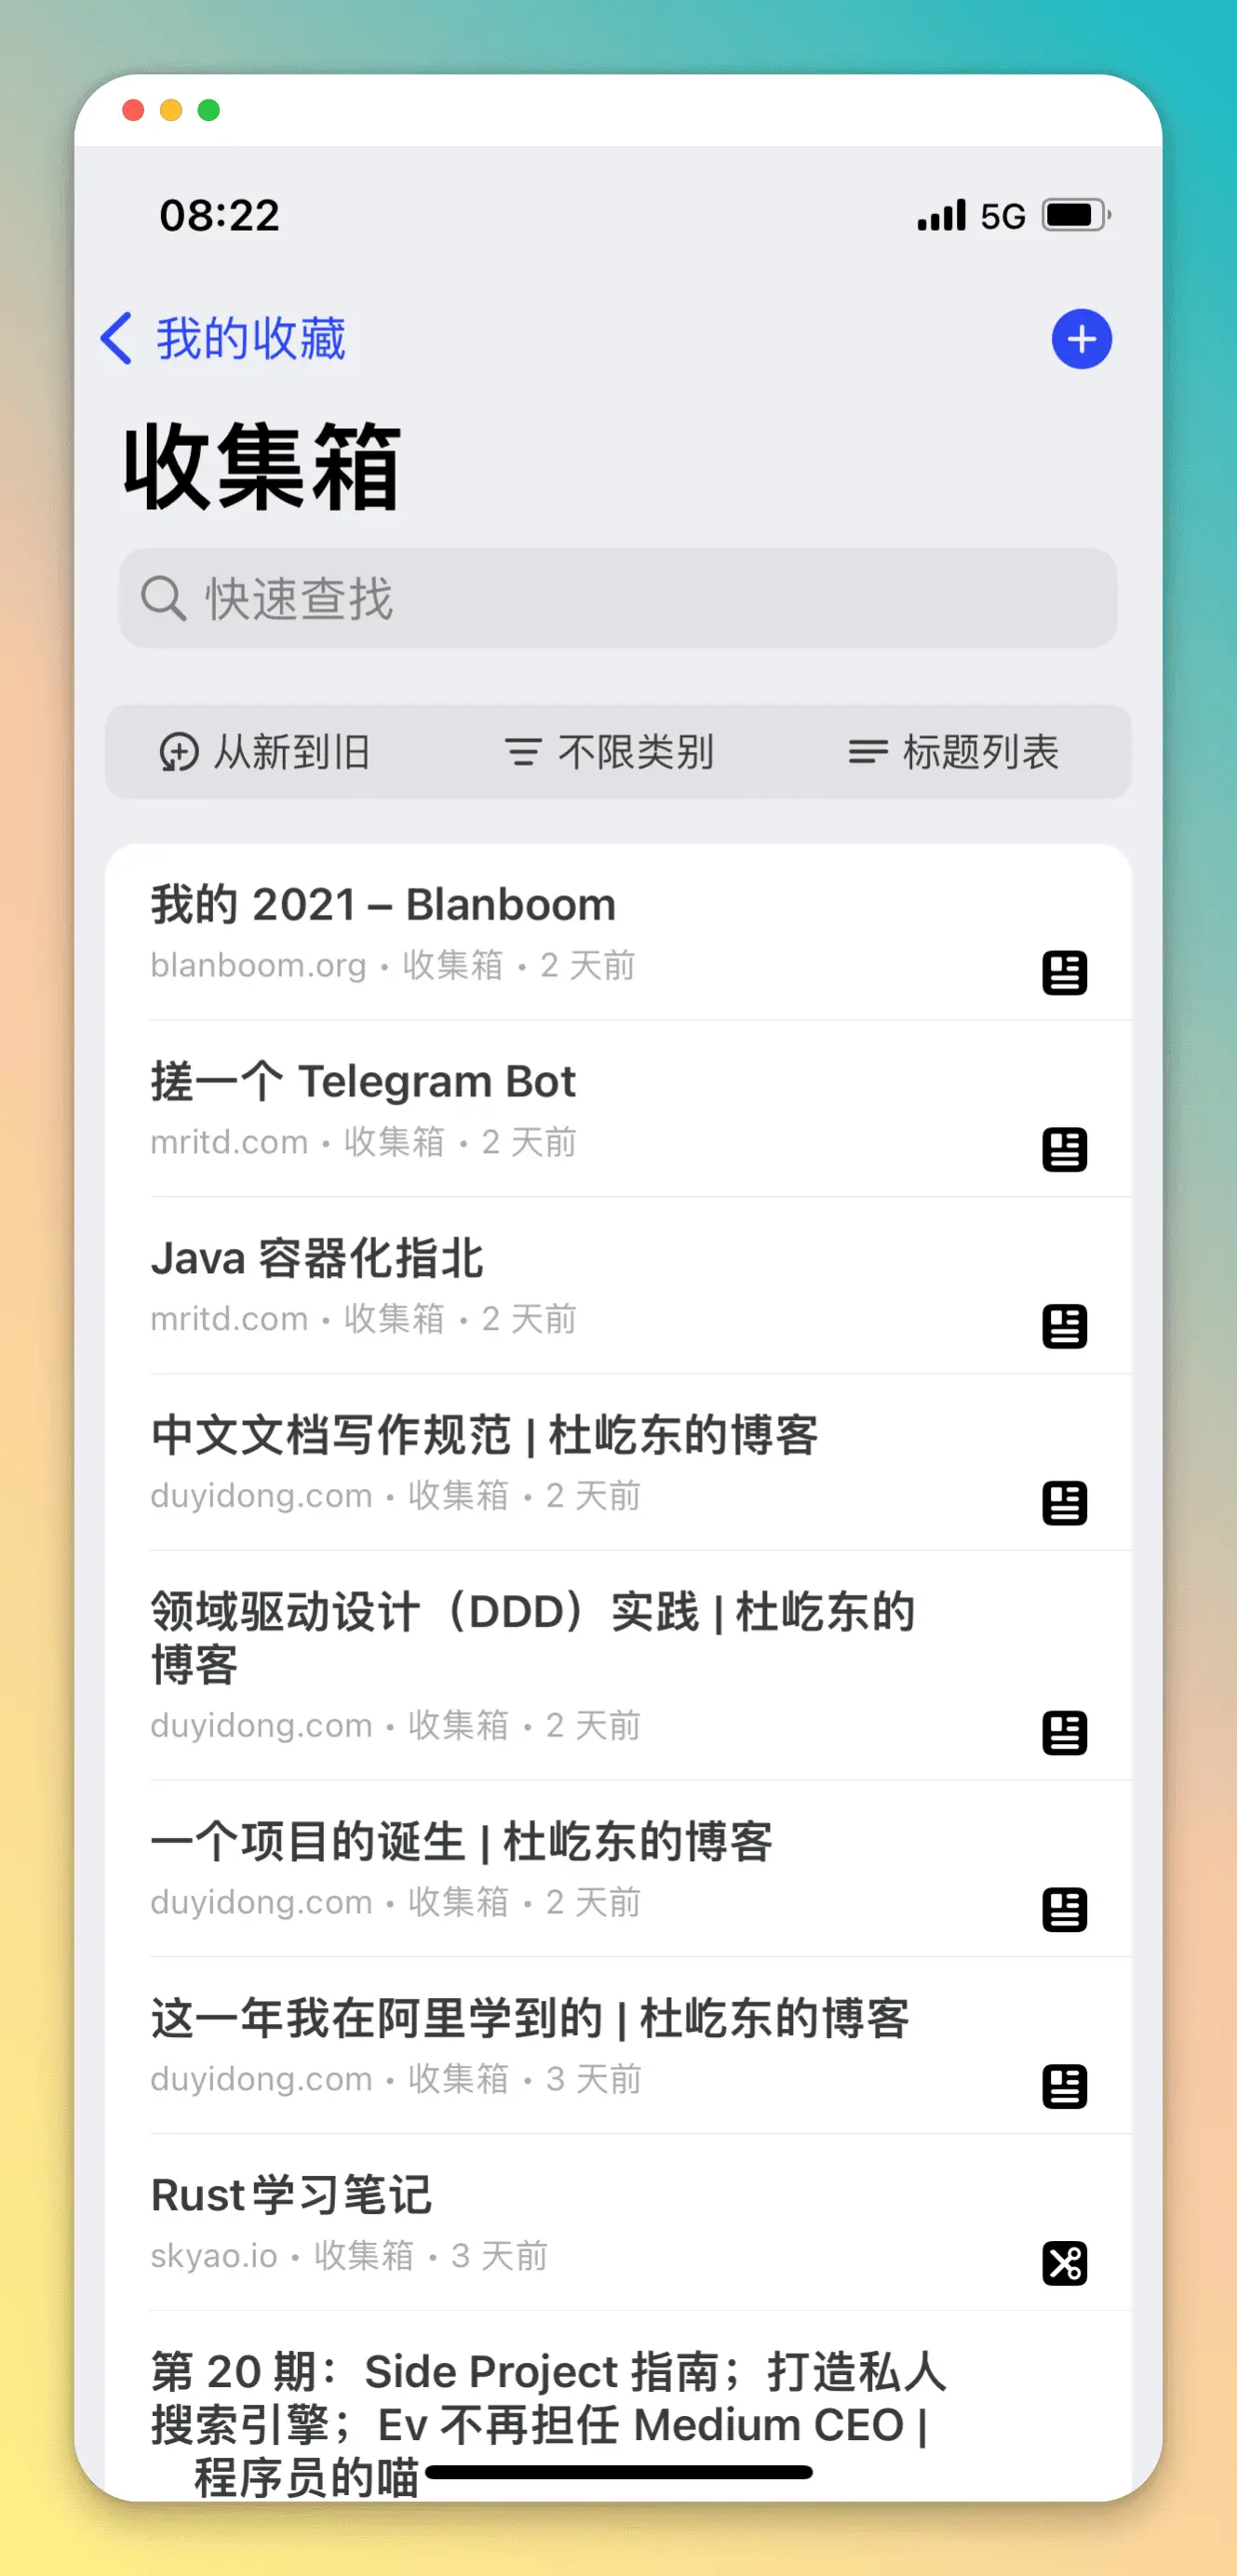 08:22 5G
我的收藏
收集箱
快速查找
从新到旧 不限类别 标题列表
我的 2021 – Blanboom
blanboom.org • 收集箱 • 2 天前
搓一个 Telegram Bot
mritd.com • 收集箱 • 2 天前
Java 容器化指北
mritd.com • 收集箱 • 2 天前
中文文档写作规范 | 杜屹东的博客
duyidong.com • 收集箱 • 2 天前
领域驱动设计（DDD）实践 | 杜屹东的
博客
duyidong.com • 收集箱 • 2 天前
一个项目的诞生 | 杜屹东的博客
duyidong.com • 收集箱 • 2 天前
这一年我在阿里学到的 | 杜屹东的博客
duyidong.com • 收集箱 • 3 天前
Rust学习笔记
skyao.io • 收集箱 • 3 天前
第 20 期：Side Project 指南；打造私人
搜索引擎；Ev 不再担任 Medium CEO |
程序员的喵